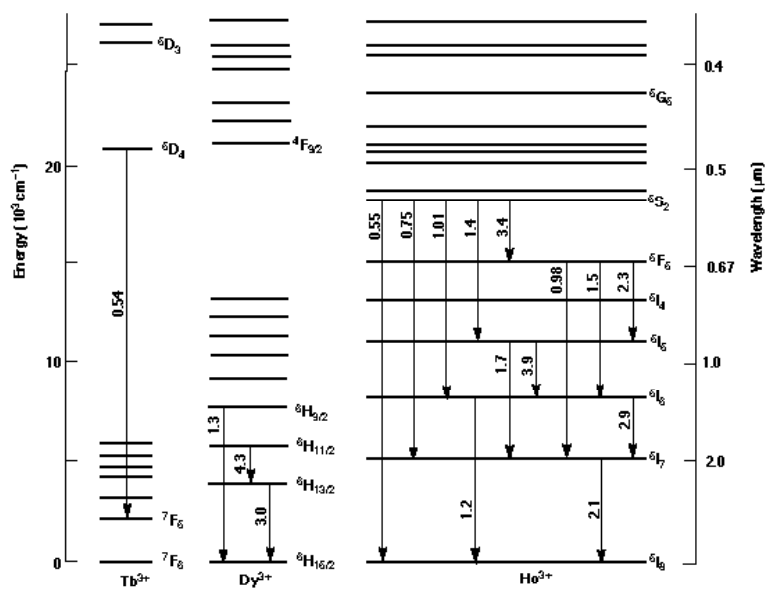 Energy (10³cm⁻¹)
20
10
0
⁵D₃
⁵D₄
0.54
⁷F₅
⁷F₆
Tb³⁺
⁴F₉/₂
⁶H₉/₂
1.3
⁶H₁₁/₂
4.3
⁶H₁₃/₂
3.0
⁶H₁₅/₂
Dy³⁺
⁵G₅
⁵S₂
0.55
0.75
1.01
1.4
3.4
⁵F₅
0.98
1.5
2.3
⁵I₄
⁵I₅
1.7
3.9
⁵I₆
2.9
⁵I₇
1.2
2.1
⁵I₈
Ho³⁺
0.4
0.5
0.67
1.0
2.0
Wavelength (μm)